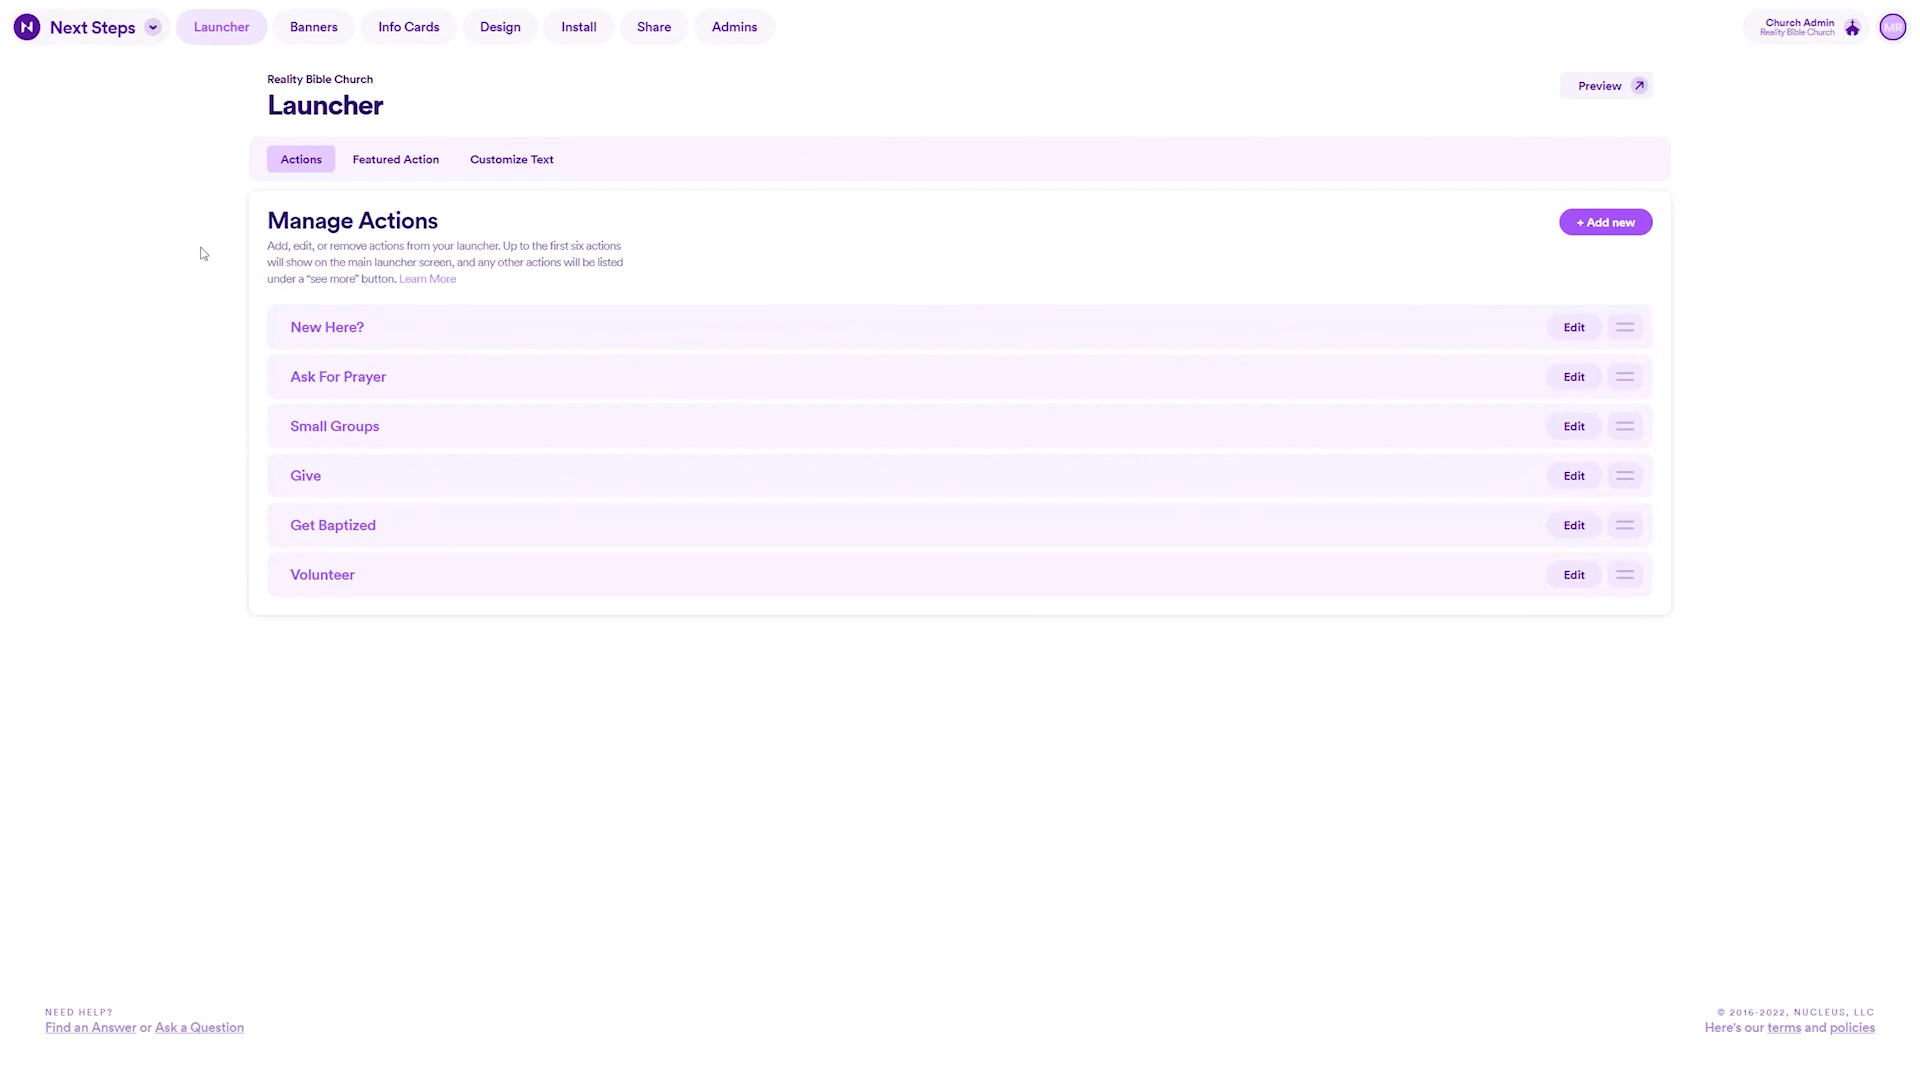 Next Steps
Launcher
Banners
Info Cards
Design
Install
Share
Admins
Church Admin
Reality Bible Church
MR
Reality Bible Church
Launcher
Preview
Actions
Featured Action
Customize Text
Manage Actions
+ Add new
Add, edit, or remove actions from your launcher. Up to the first six actions
will show on the main launcher screen, and any other actions will be listed
under a “see more” button. Learn More
New Here?
Edit
Ask For Prayer
Edit
Small Groups
Edit
Give
Edit
Get Baptized
Edit
Volunteer
Edit
NEED HELP?
Find an Answer or Ask a Question
© 2016-2022, NUCLEUS, LLC
Here's our terms and policies